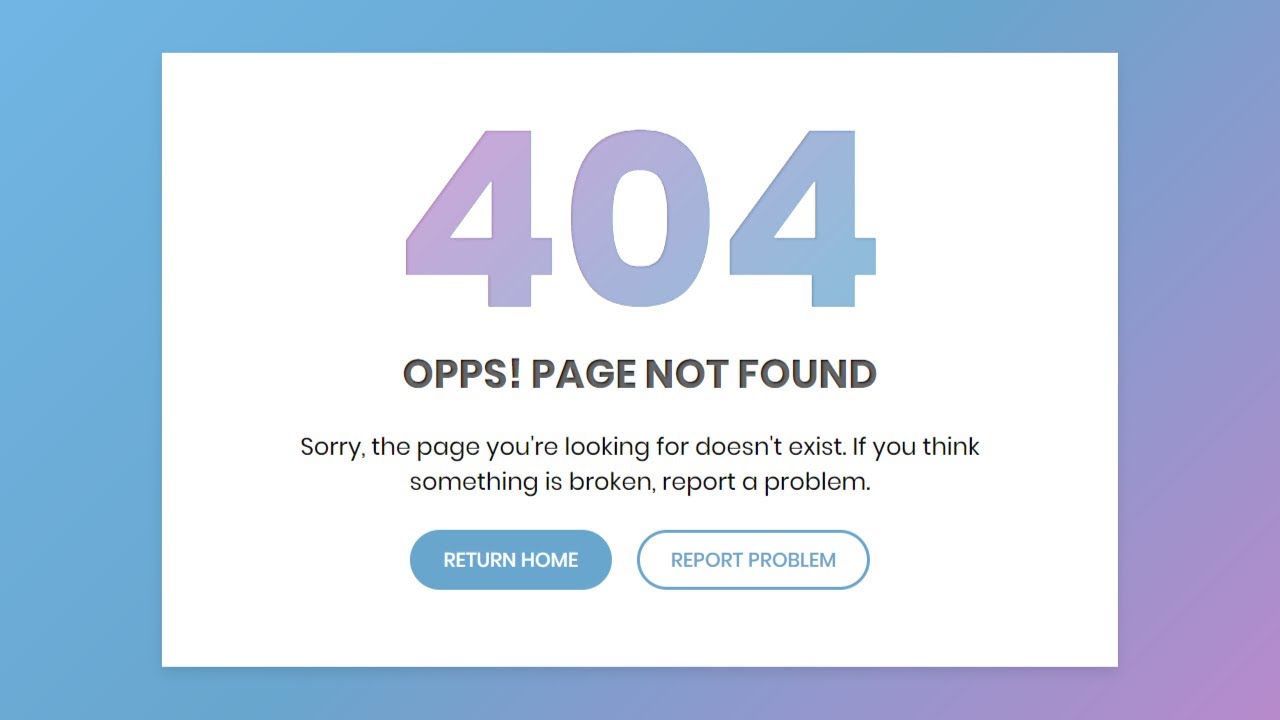 404
OPPS! PAGE NOT FOUND
Sorry, the page you're looking for doesn't exist. If you think
something is broken, report a problem.
RETURN HOME
REPORT PROBLEM